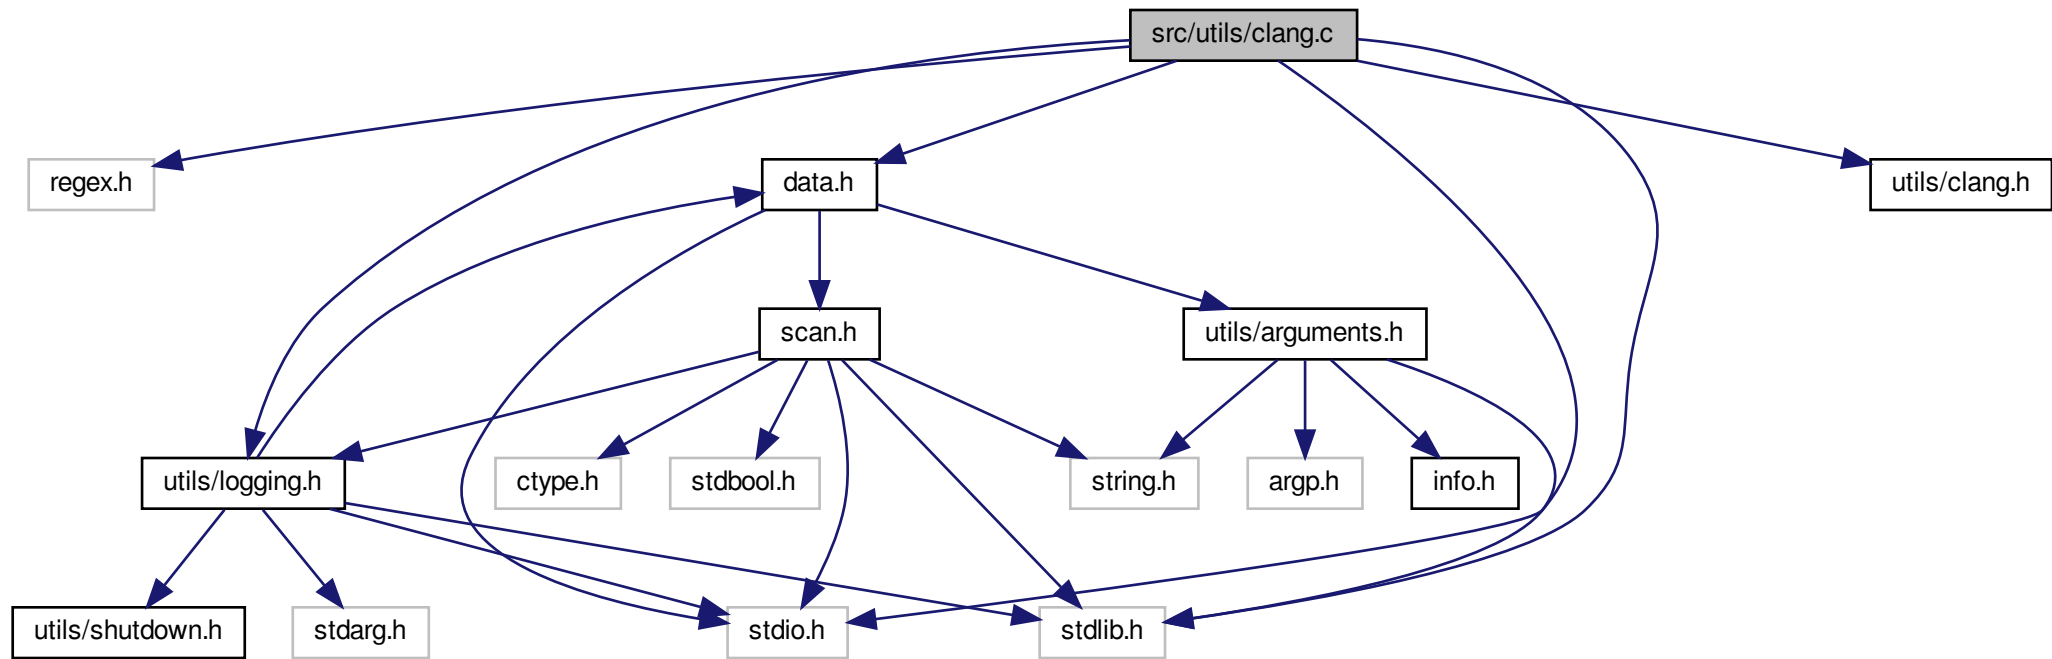 src/utils/clang.c
regex.h
data.h
utils/clang.h
scan.h
utils/arguments.h
utils/logging.h
ctype.h
stdbool.h
string.h
argp.h
info.h
utils/shutdown.h
stdarg.h
stdio.h
stdlib.h